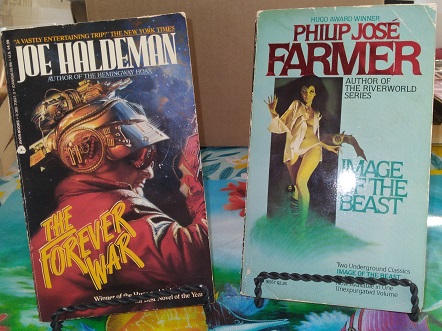 "A VASTLY ENTERTAINING TRIP!" THE NEW YORK TIMES
JOE HALDEMAN
AUTHOR OF THE HEMINGWAY HOAX
THE
FOREVER
WAR
Winner of the
Novel of the Year
HUGO AWARD WINNER
PHILIP JOSÉ
FARMER
AUTHOR OF
THE RIVERWORLD
SERIES
IMAGE
OF THE
BEAST
Two Underground Classics
IMAGE OF THE BEAST
in One
Unexpurgated Volume